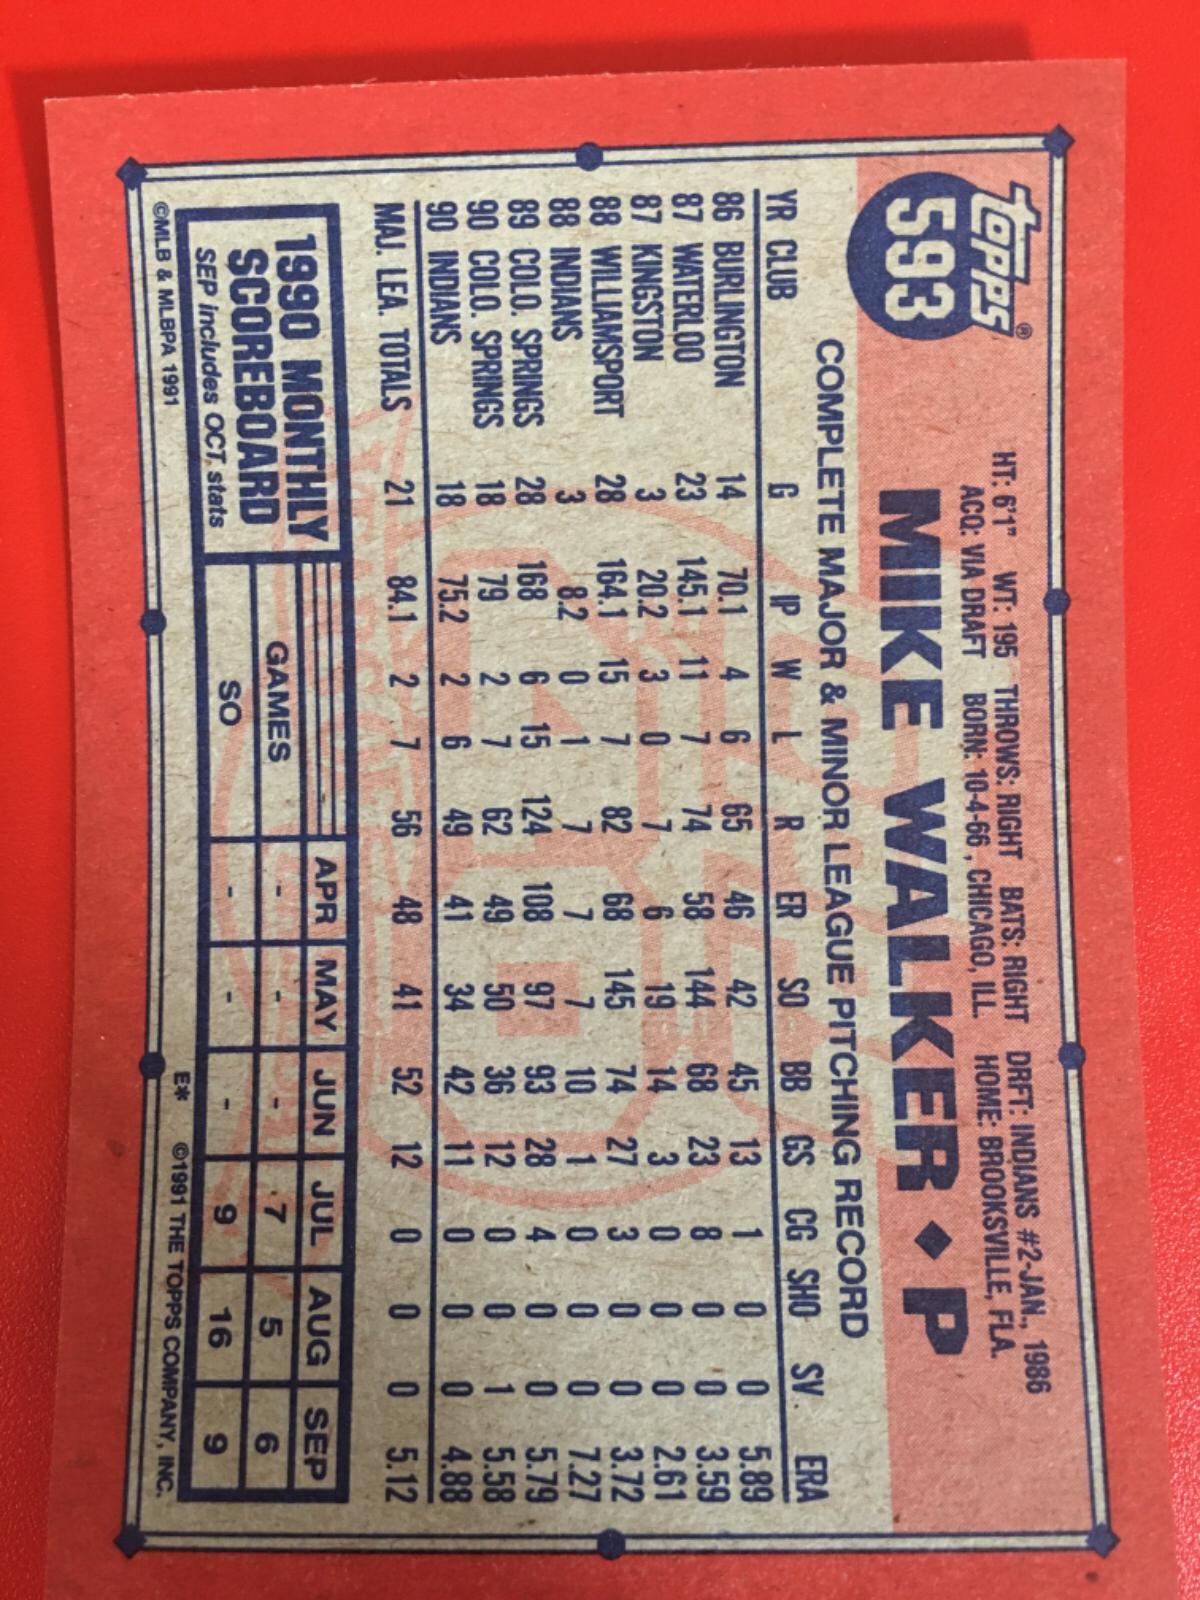 topps®
593
HT: 6'1" WT: 195 THROWS: RIGHT BATS: RIGHT DRFT: INDIANS #2-JAN., 1986
ACQ: VIA DRAFT BORN: 10-4-66, CHICAGO, ILL. HOME: BROOKSVILLE, FLA.
MIKE WALKER ◆ P
COMPLETE MAJOR & MINOR LEAGUE PITCHING RECORD
YR CLUB G IP W L R ER SO BB GS CG SHO SV ERA
86 BURLINGTON 14 70.1 4 6 65 46 42 45 13 1 0 0 5.89
87 WATERLOO 23 145.1 11 7 74 58 144 68 23 8 0 0 3.59
87 KINGSTON 3 20.2 3 0 7 6 19 14 3 0 0 0 2.61
88 WILLIAMSPORT 28 164.1 15 7 82 68 145 74 27 3 0 0 3.72
88 INDIANS 3 8.2 0 1 7 7 7 10 1 0 0 0 7.27
89 COLO. SPRINGS 28 168 6 15 124 108 97 93 28 4 0 0 5.79
90 COLO. SPRINGS 18 79 2 7 62 49 50 36 12 0 0 1 5.58
90 INDIANS 18 75.2 2 6 49 41 34 42 11 0 0 0 4.88
MAJ. LEA. TOTALS 21 84.1 2 7 56 48 41 52 12 0 0 0 5.12
1990 MONTHLY
SCOREBOARD
SEP includes OCT. stats
APR MAY JUN JUL AUG SEP
GAMES - - - 7 5 6
SO - - - 9 16 9
©MLB & MLBPA 1991 E* ©1991 THE TOPPS COMPANY, INC.